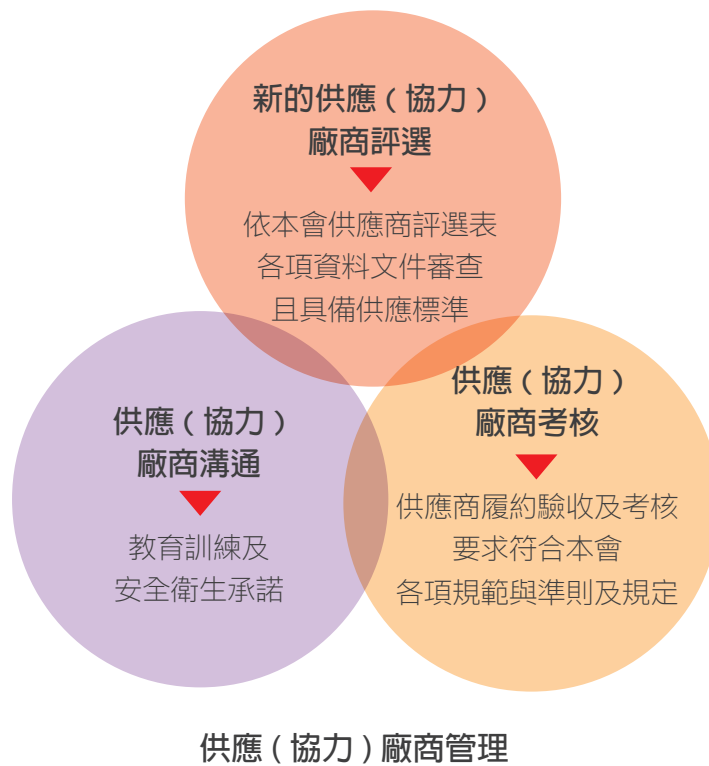 新的供應（協力）
廠商評選
依本會供應商評選表
各項資料文件審查
且具備供應標準
供應（協力）
廠商溝通
教育訓練及
安全衛生承諾
供應（協力）
廠商考核
供應商履約驗收及考核
要求符合本會
各項規範與準則及規定
供應（協力）廠商管理